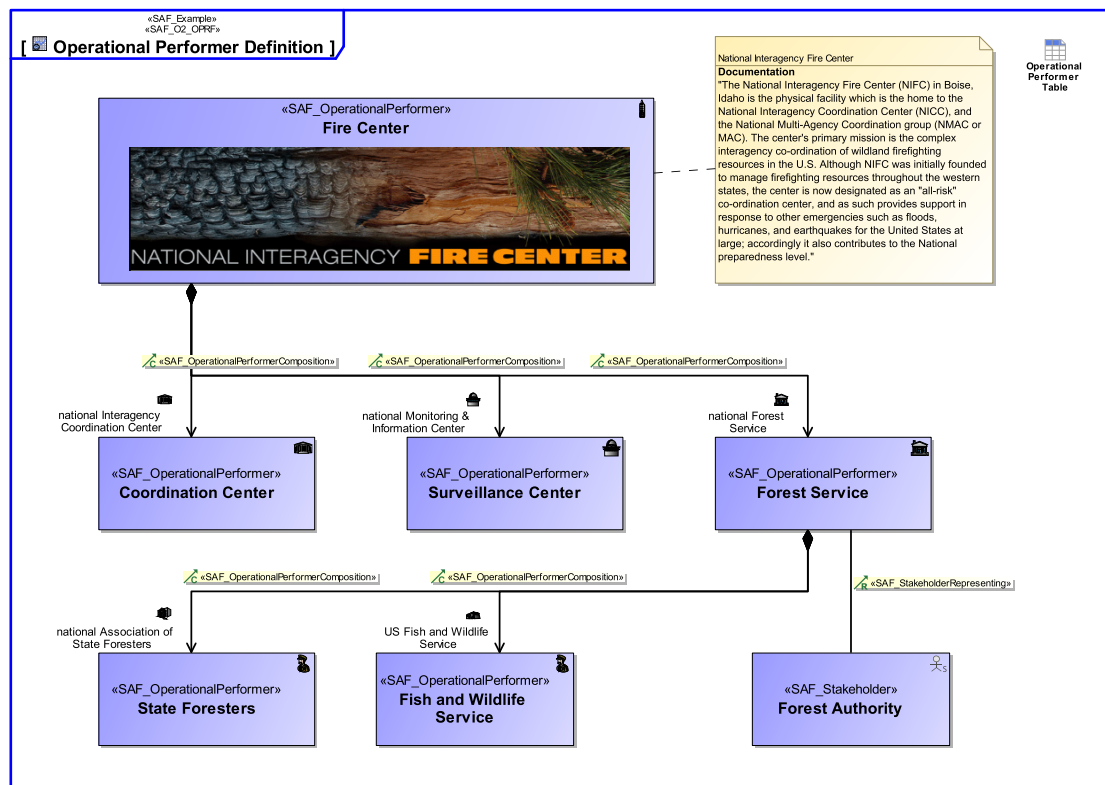 «SAF_Example»
«SAF_O2_OPRF»
[ Operational Performer Definition ]
National Interagency Fire Center
Documentation
"The National Interagency Fire Center (NIFC) in Boise,
Idaho is the physical facility which is the home to the
National Interagency Coordination Center (NICC), and
the National Multi-Agency Coordination group (NMAC or
MAC). The center's primary mission is the complex
interagency co-ordination of wildland firefighting
resources in the U.S. Although NIFC was initially founded
to manage firefighting resources throughout the western
states, the center is now designated as an "all-risk"
co-ordination center, and as such provides support in
response to other emergencies such as floods,
hurricanes, and earthquakes for the United States at
large; accordingly it also contributes to the National
preparedness level."
Operational
Performer
Table
«SAF_OperationalPerformer»
Fire Center
NATIONAL INTERAGENCY FIRE CENTER
«SAF_OperationalPerformerComposition»
«SAF_OperationalPerformerComposition»
«SAF_OperationalPerformerComposition»
national Interagency
Coordination Center
national Monitoring &
Information Center
national Forest
Service
«SAF_OperationalPerformer»
Coordination Center
«SAF_OperationalPerformer»
Surveillance Center
«SAF_OperationalPerformer»
Forest Service
«SAF_OperationalPerformerComposition»
«SAF_OperationalPerformerComposition»
«SAF_StakeholderRepresenting»
national Association of
State Foresters
US Fish and Wildlife
Service
«SAF_OperationalPerformer»
State Foresters
«SAF_OperationalPerformer»
Fish and Wildlife
Service
«SAF_Stakeholder»
Forest Authority